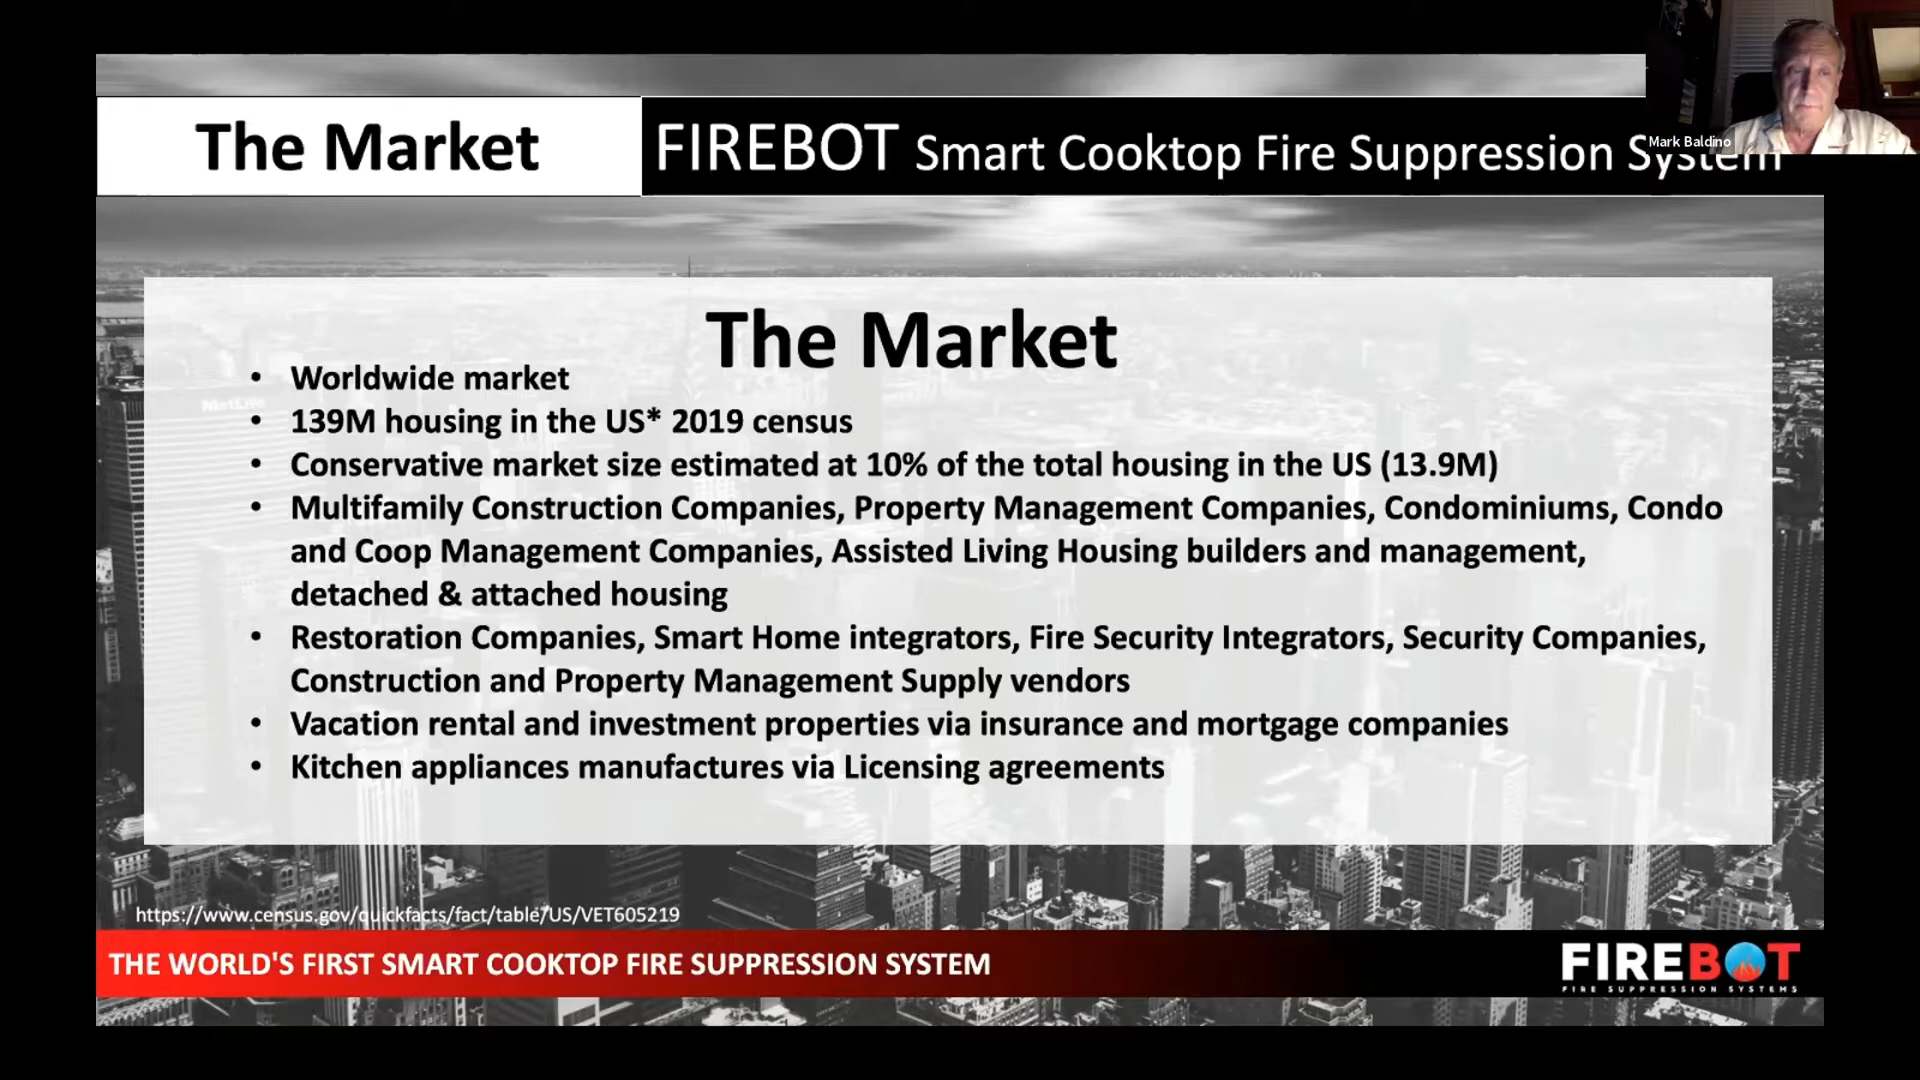 The Market
FIREBOT Smart Cooktop Fire Suppression System
Mark Baldino
The Market
• Worldwide market
• 139M housing in the US* 2019 census
• Conservative market size estimated at 10% of the total housing in the US (13.9M)
• Multifamily Construction Companies, Property Management Companies, Condominiums, Condo
and Coop Management Companies, Assisted Living Housing builders and management,
detached & attached housing
• Restoration Companies, Smart Home integrators, Fire Security Integrators, Security Companies,
Construction and Property Management Supply vendors
• Vacation rental and investment properties via insurance and mortgage companies
• Kitchen appliances manufactures via Licensing agreements
MetLife
https://www.census.gov/quickfacts/fact/table/US/VET605219
THE WORLD'S FIRST SMART COOKTOP FIRE SUPPRESSION SYSTEM
FIREBOT
FIRE SUPPRESSION SYSTEMS